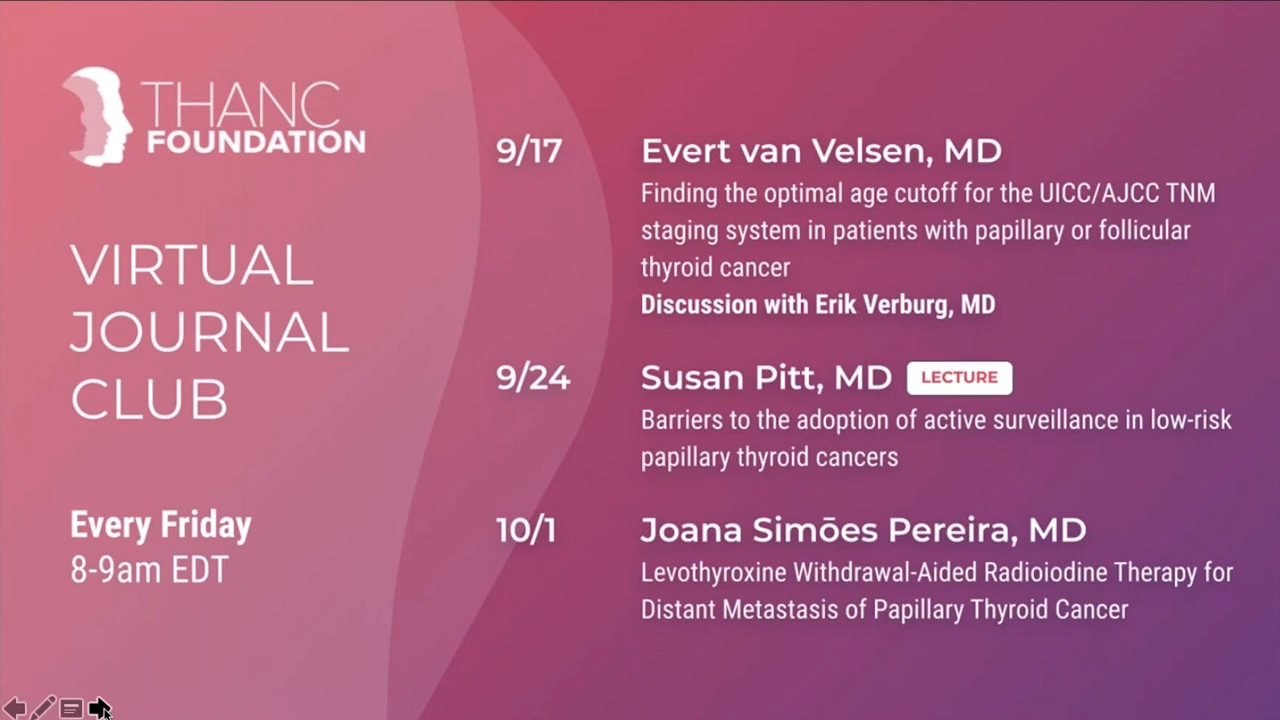 THANC
FOUNDATION
VIRTUAL
JOURNAL
CLUB
Every Friday
8-9am EDT
9/17
Evert van Velsen, MD
Finding the optimal age cutoff for the UICC/AJCC TNM
staging system in patients with papillary or follicular
thyroid cancer
Discussion with Erik Verburg, MD
9/24
Susan Pitt, MD LECTURE
Barriers to the adoption of active surveillance in low-risk
papillary thyroid cancers
10/1
Joana Simōes Pereira, MD
Levothyroxine Withdrawal-Aided Radioiodine Therapy for
Distant Metastasis of Papillary Thyroid Cancer